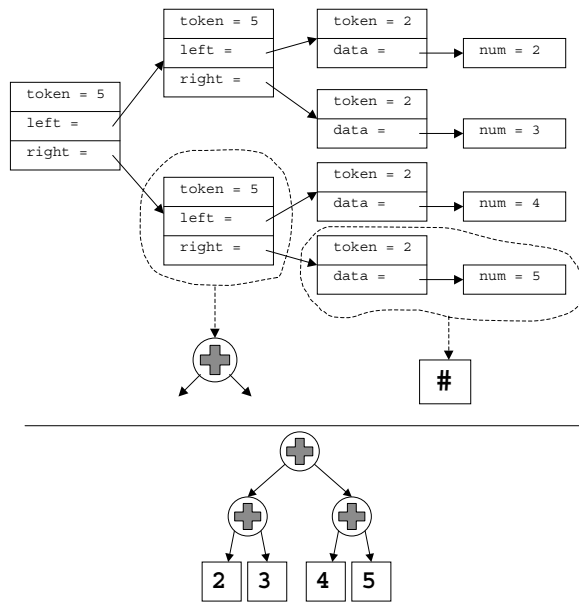 token = 5
left =
right =
token = 5
left =
right =
token = 2
data =
num = 2
token = 2
data =
num = 3
token = 5
left =
right =
token = 2
data =
num = 4
token = 2
data =
num = 5
#
2 3 4 5